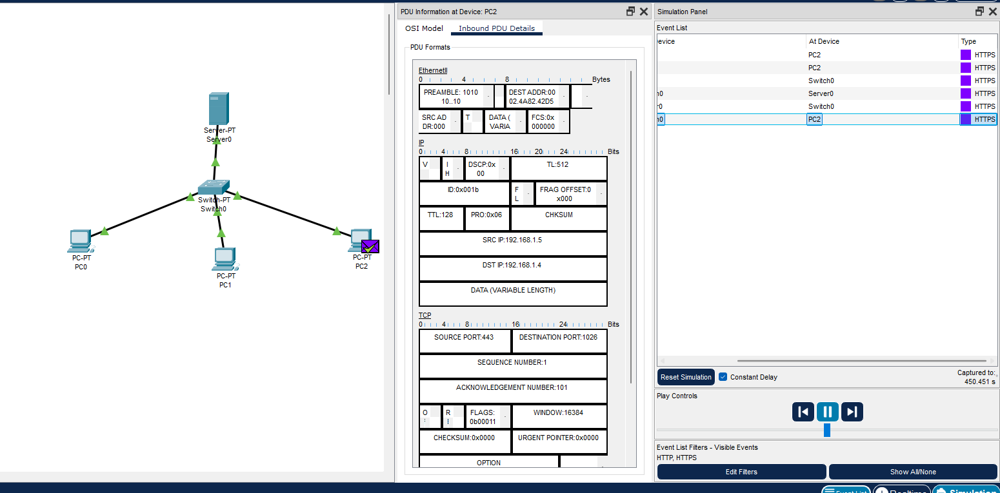 PDU Information at Device: PC2
OSI Model
Inbound PDU Details
PDU Formats
EthernetII
0 4 8 Bytes
PREAMBLE: 1010
10..10
DEST ADDR:00
02.4A82.42D5
SRC AD
DR:000
T
DATA (
VARIA
FCS:0x
000000
IP
0 4 8 16 20 24 Bits
V
I
H
DSCP:0x
00
TL:512
ID:0x001b
F
L
FRAG OFFSET:0
x000
TTL:128
PRO:0x06
CHKSUM
SRC IP:192.168.1.5
DST IP:192.168.1.4
DATA (VARIABLE LENGTH)
TCP
0 4 8 16 24 Bits
SOURCE PORT:443
DESTINATION PORT:1026
SEQUENCE NUMBER:1
ACKNOWLEDGEMENT NUMBER:101
O
:
R
FLAGS:
0b00011
WINDOW:16384
CHECKSUM:0x0000
URGENT POINTER:0x0000
OPTION
Server-PT
Server0
Switch-PT
Switch0
PC-PT
PC0
PC-PT
PC1
PC-PT
PC2
Simulation Panel
Event List
evice
At Device
Type
PC2
HTTPS
PC2
HTTPS
Switch0
HTTPS
h0
Server0
HTTPS
r0
Switch0
HTTPS
h0
PC2
HTTPS
Reset Simulation
Constant Delay
Captured to:
450.451 s
Play Controls
Event List Filters - Visible Events
HTTP, HTTPS
Edit Filters
Show All/None
Event List
Realtime
Simulation